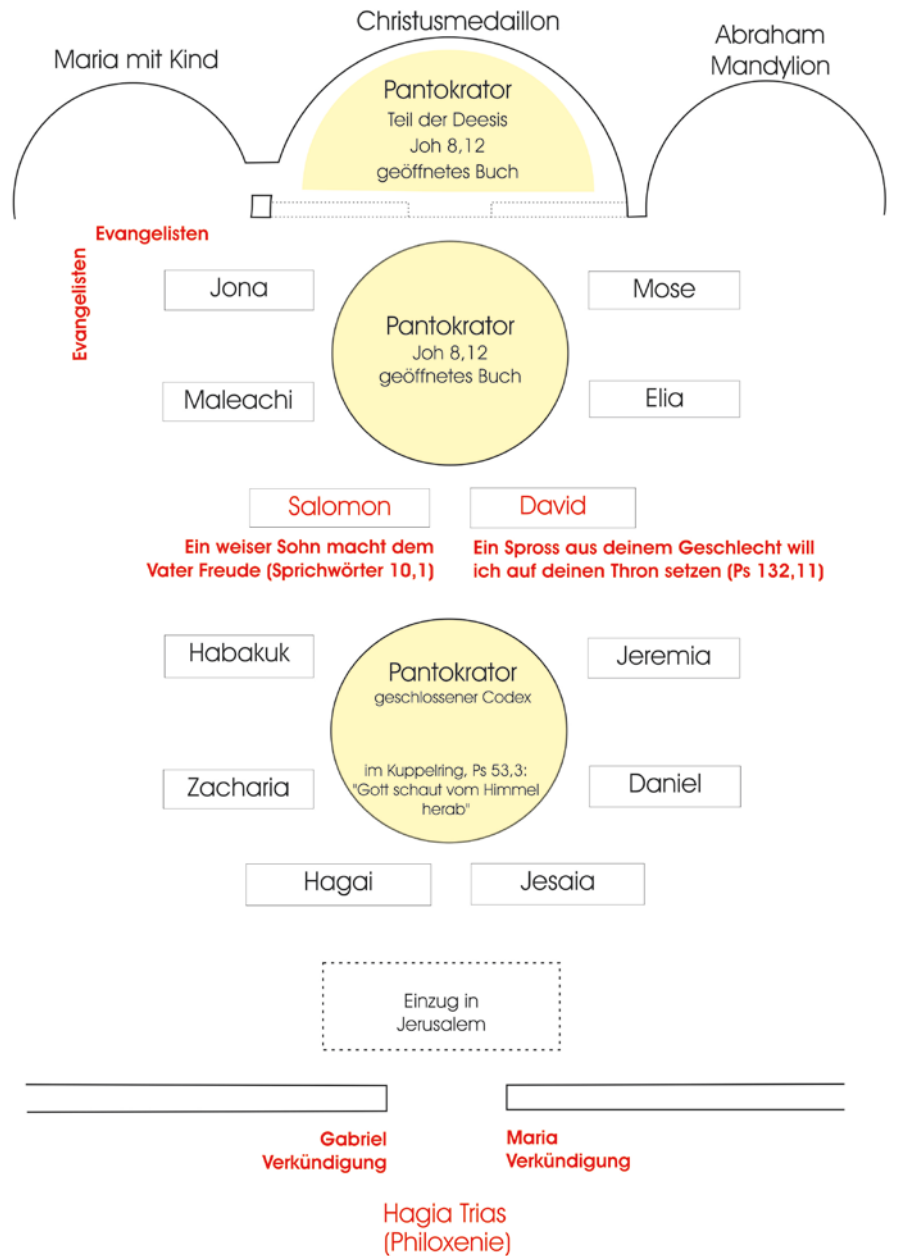 Christusmedaillon
Maria mit Kind
Abraham
Mandylion
Pantokrator
Teil der Deesis
Joh 8,12
geöffnetes Buch
Evangelisten
Evangelisten
Jona
Mose
Pantokrator
Joh 8,12
geöffnetes Buch
Maleachi
Elia
Salomon
David
Ein weiser Sohn macht dem
Vater Freude (Sprichwörter 10,1)
Ein Spross aus deinem Geschlecht will
ich auf deinen Thron setzen (Ps 132,11)
Habakuk
Jeremia
Pantokrator
geschlossener Codex
im Kuppelring, Ps 53,3:
"Gott schaut vom Himmel
herab"
Zacharia
Daniel
Hagai
Jesaia
Einzug in
Jerusalem
Gabriel
Verkündigung
Maria
Verkündigung
Hagia Trias
(Philoxenie)